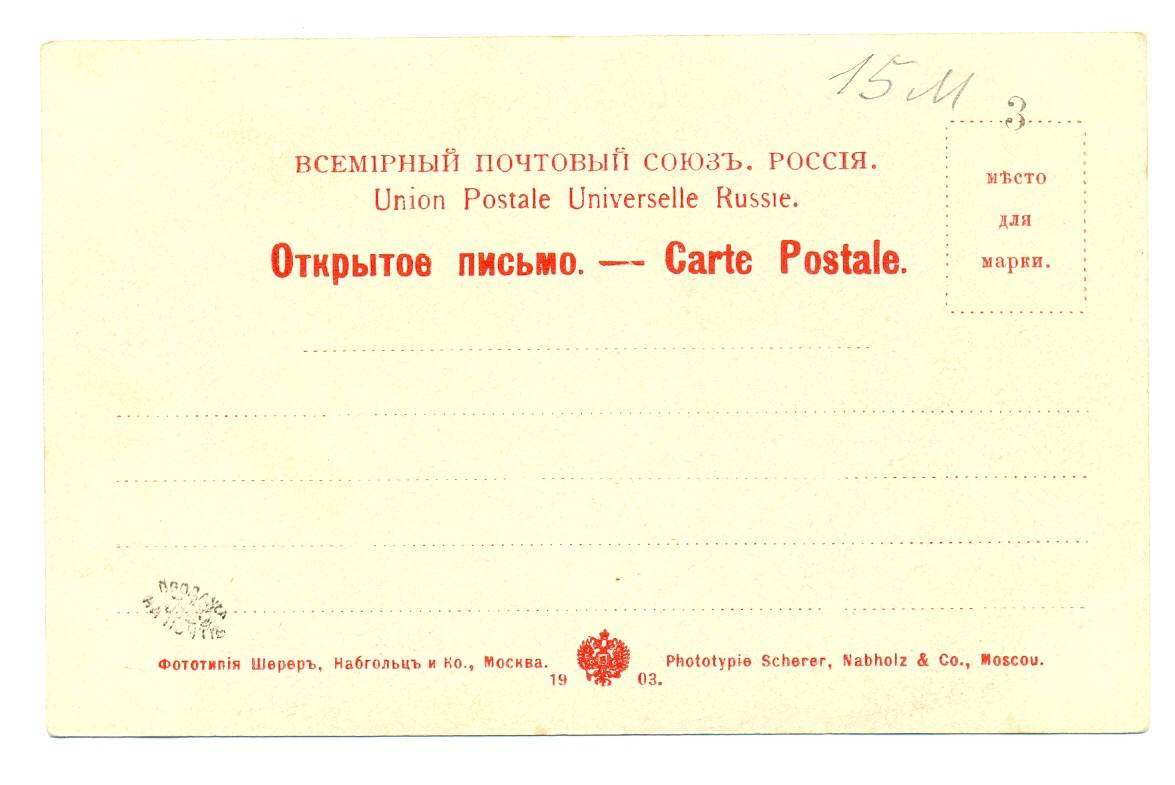 15 м
3
ВСЕМІРНЫЙ ПОЧТОВЫЙ СОЮЗЪ. РОССІЯ.
Union Postale Universelle Russie.
Открытое письмо. — Carte Postale.
мѣсто
для
марки.
Фототипія Шереръ, Набгольцъ и Ко., Москва.
Phototypie Scherer, Nabholz & Co., Moscou.
19 03.